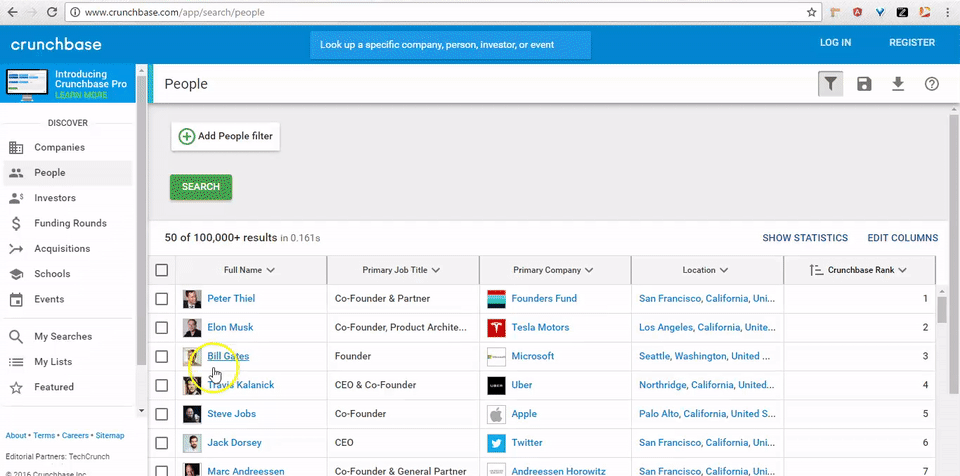 www.crunchbase.com/app/search/people
crunchbase
Look up a specific company, person, investor, or event
LOG IN
REGISTER
Introducing
Crunchbase Pro
LEARN MORE
People
DISCOVER
Companies
People
Investors
Funding Rounds
Acquisitions
Schools
Events
My Searches
My Lists
Featured
About • Terms • Careers • Sitemap
Editorial Partners: TechCrunch
© 2016 Crunchbase Inc.
Add People filter
SEARCH
50 of 100,000+ results in 0.161s
SHOW STATISTICS
EDIT COLUMNS
Full Name Primary Job Title Primary Company Location Crunchbase Rank
Peter Thiel Co-Founder & Partner Founders Fund San Francisco, California, Uni... 1
Elon Musk Co-Founder, Product Archite... Tesla Motors Los Angeles, California, Unit... 2
Bill Gates Founder Microsoft Seattle, Washington, United ... 3
Travis Kalanick CEO & Co-Founder Uber Northridge, California, United... 4
Steve Jobs Co-Founder Apple Palo Alto, California, United ... 5
Jack Dorsey CEO Twitter San Francisco, California, Uni... 6
Marc Andreessen Co-Founder & General Partner Andreessen Horowitz San Francisco, California, Uni... 7